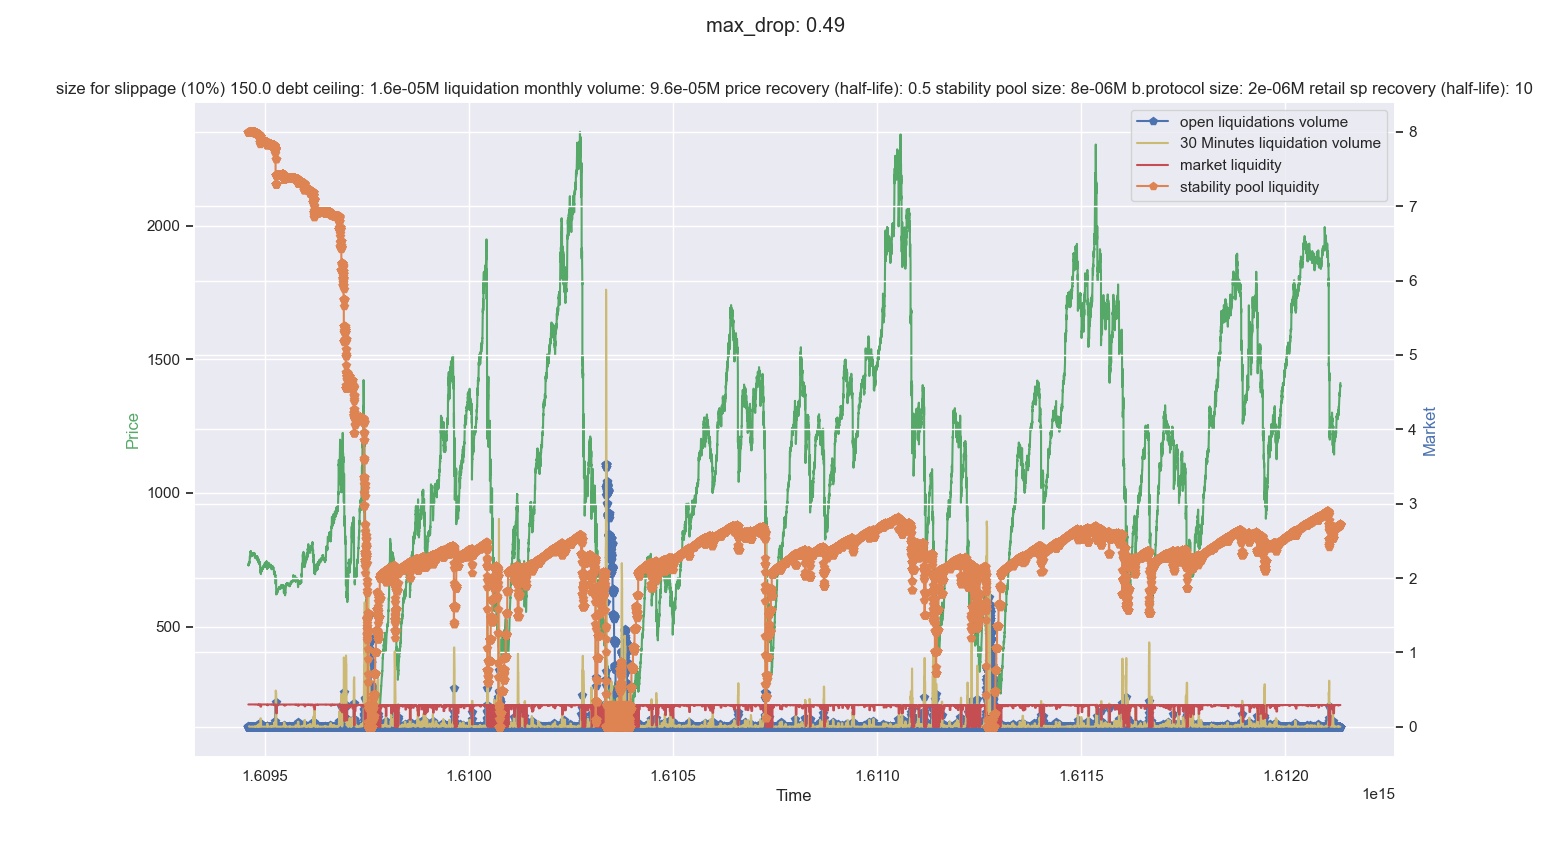 max_drop: 0.49
size for slippage (10%) 150.0 debt ceiling: 1.6e-05M liquidation monthly volume: 9.6e-05M price recovery (half-life): 0.5 stability pool size: 8e-06M b.protocol size: 2e-06M retail sp recovery (half-life): 10
open liquidations volume
30 Minutes liquidation volume
market liquidity
stability pool liquidity
2000
1500
1000
500
Price
8
7
6
5
4
3
2
1
0
Market
1.6095
1.6100
1.6105
1.6110
1.6115
1.6120
Time
1e15